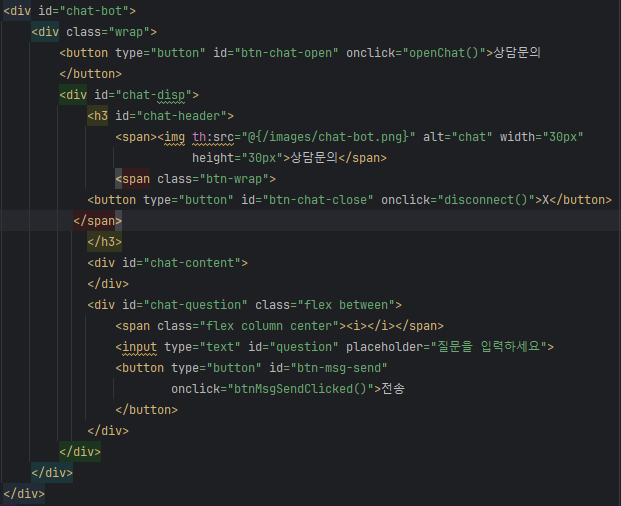 <div id="chat-bot">
<div class="wrap">
<button type="button" id="btn-chat-open" onclick="openChat()">상담문의
</button>
<div id="chat-disp">
<h3 id="chat-header">
<span><img th:src="@{/images/chat-bot.png}" alt="chat" width="30px"
height="30px">상담문의</span>
<span class="btn-wrap">
<button type="button" id="btn-chat-close" onclick="disconnect()">X</button>
</span>
</h3>
<div id="chat-content">
</div>
<div id="chat-question" class="flex between">
<span class="flex column center"><i></i></span>
<input type="text" id="question" placeholder="질문을 입력하세요">
<button type="button" id="btn-msg-send"
onclick="btnMsgSendClicked()">전송
</button>
</div>
</div>
</div>
</div>